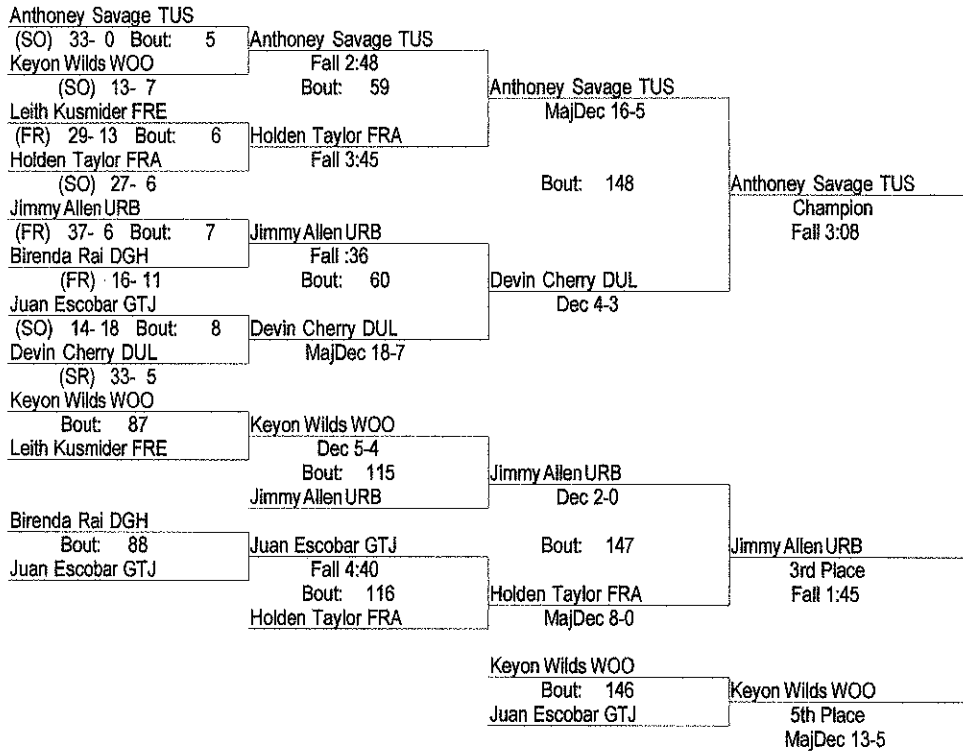 Anthoney Savage TUS
(SO) 33- 0 Bout: 5 Anthoney Savage TUS
Keyon Wilds WOO Fall 2:48
(SO) 13- 7 Bout: 59 Anthoney Savage TUS
Leith Kusmider FRE MajDec 16-5
(FR) 29- 13 Bout: 6 Holden Taylor FRA
Holden Taylor FRA Fall 3:45
(SO) 27- 6 Bout: 148 Anthoney Savage TUS
Jimmy Allen URB Champion
(FR) 37- 6 Bout: 7 Jimmy Allen URB Fall 3:08
Birenda Rai DGH Fall :36
(FR) 16- 11 Bout: 60 Devin Cherry DUL
Juan Escobar GTJ Dec 4-3
(SO) 14- 18 Bout: 8 Devin Cherry DUL
Devin Cherry DUL MajDec 18-7
(SR) 33- 5
Keyon Wilds WOO
Bout: 87 Keyon Wilds WOO
Leith Kusmider FRE Dec 5-4
Bout: 115 Jimmy Allen URB
Jimmy Allen URB Dec 2-0
Birenda Rai DGH
Bout: 88 Juan Escobar GTJ Bout: 147 Jimmy Allen URB
Juan Escobar GTJ Fall 4:40 3rd Place
Bout: 116 Holden Taylor FRA Fall 1:45
Holden Taylor FRA MajDec 8-0
Keyon Wilds WOO
Bout: 146 Keyon Wilds WOO
Juan Escobar GTJ 5th Place
MajDec 13-5